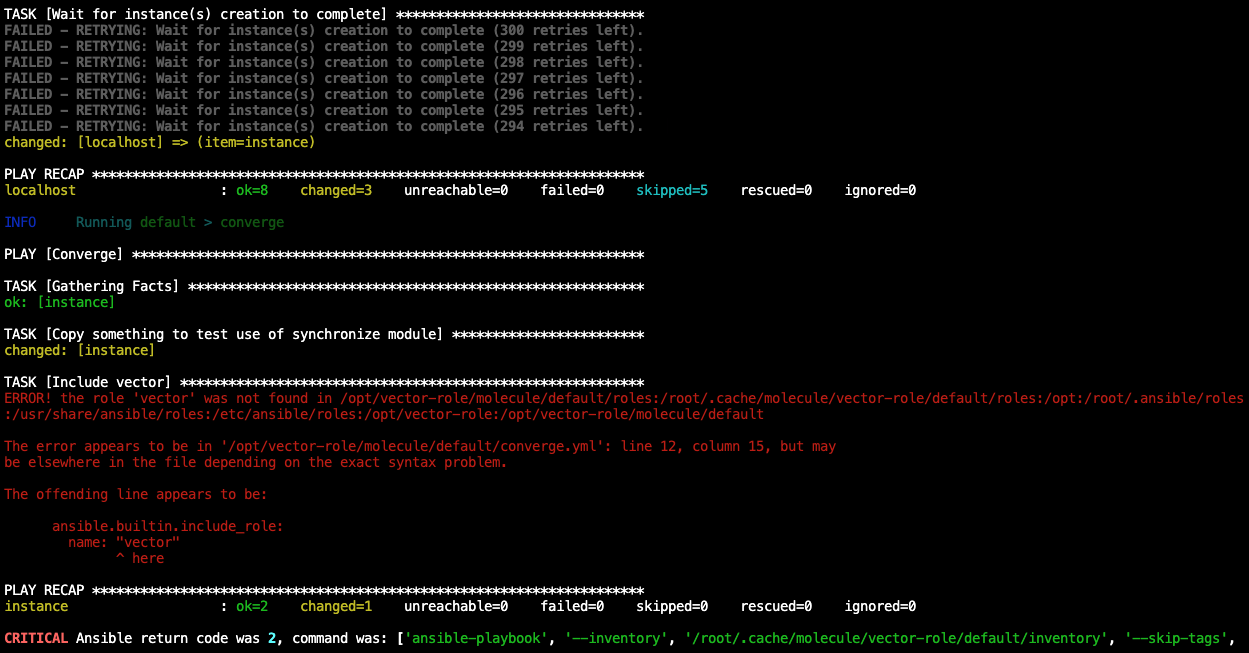 TASK [Wait for instance(s) creation to complete] *******************************
FAILED - RETRYING: Wait for instance(s) creation to complete (300 retries left).
FAILED - RETRYING: Wait for instance(s) creation to complete (299 retries left).
FAILED - RETRYING: Wait for instance(s) creation to complete (298 retries left).
FAILED - RETRYING: Wait for instance(s) creation to complete (297 retries left).
FAILED - RETRYING: Wait for instance(s) creation to complete (296 retries left).
FAILED - RETRYING: Wait for instance(s) creation to complete (295 retries left).
FAILED - RETRYING: Wait for instance(s) creation to complete (294 retries left).
changed: [localhost] => (item=instance)
PLAY RECAP *********************************************************************
localhost                  : ok=8    changed=3    unreachable=0    failed=0    skipped=5    rescued=0    ignored=0
INFO     Running default > converge
PLAY [Converge] ****************************************************************
TASK [Gathering Facts] *********************************************************
ok: [instance]
TASK [Copy something to test use of synchronize module] ************************
changed: [instance]
TASK [Include vector] **********************************************************
ERROR! the role 'vector' was not found in /opt/vector-role/molecule/default/roles:/root/.cache/molecule/vector-role/default/roles:/opt:/root/.ansible/roles
:/usr/share/ansible/roles:/etc/ansible/roles:/opt/vector-role:/opt/vector-role/molecule/default
The error appears to be in '/opt/vector-role/molecule/default/converge.yml': line 12, column 15, but may
be elsewhere in the file depending on the exact syntax problem.
The offending line appears to be:
      ansible.builtin.include_role:
        name: "vector"
              ^ here
PLAY RECAP *********************************************************************
instance                   : ok=2    changed=1    unreachable=0    failed=0    skipped=0    rescued=0    ignored=0
CRITICAL Ansible return code was 2, command was: ['ansible-playbook', '--inventory', '/root/.cache/molecule/vector-role/default/inventory', '--skip-tags',